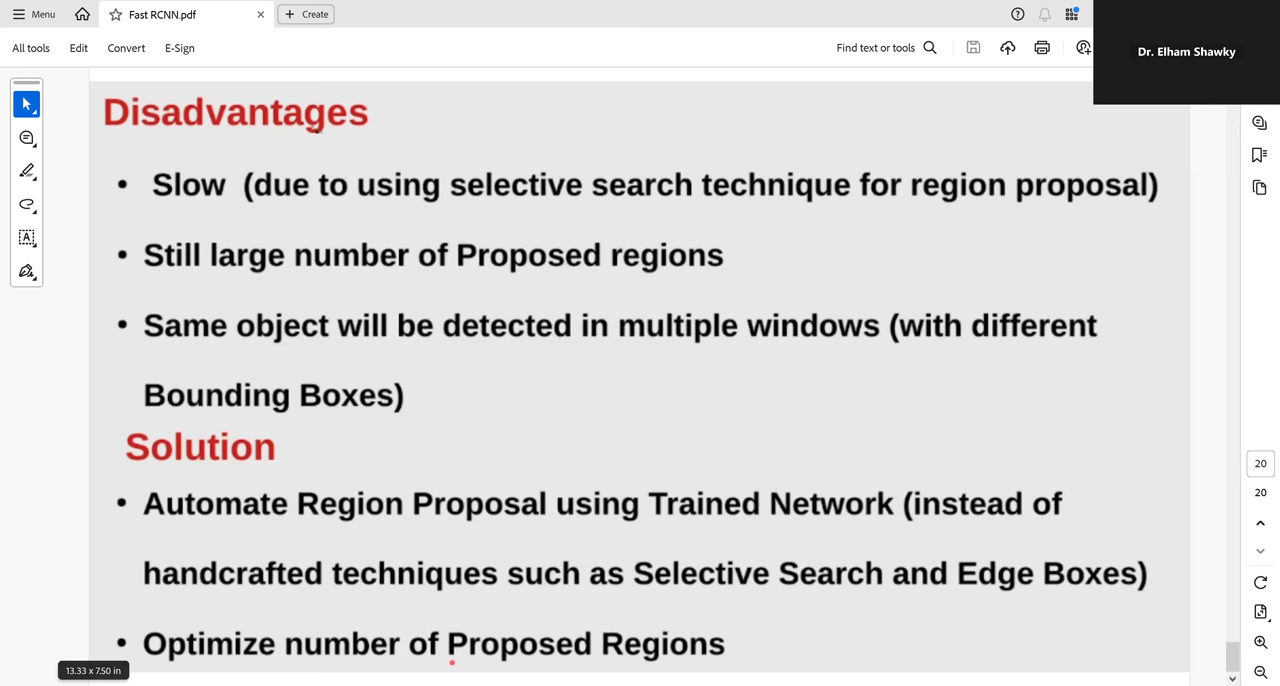 Menu
Fast RCNN.pdf
Create
All tools
Edit
Convert
E-Sign
Find text or tools
Dr. Elham Shawky
Disadvantages
• Slow (due to using selective search technique for region proposal)
• Still large number of Proposed regions
• Same object will be detected in multiple windows (with different
Bounding Boxes)
Solution
• Automate Region Proposal using Trained Network (instead of
handcrafted techniques such as Selective Search and Edge Boxes)
• Optimize number of Proposed Regions
20
20
13.33 x 7.50 in